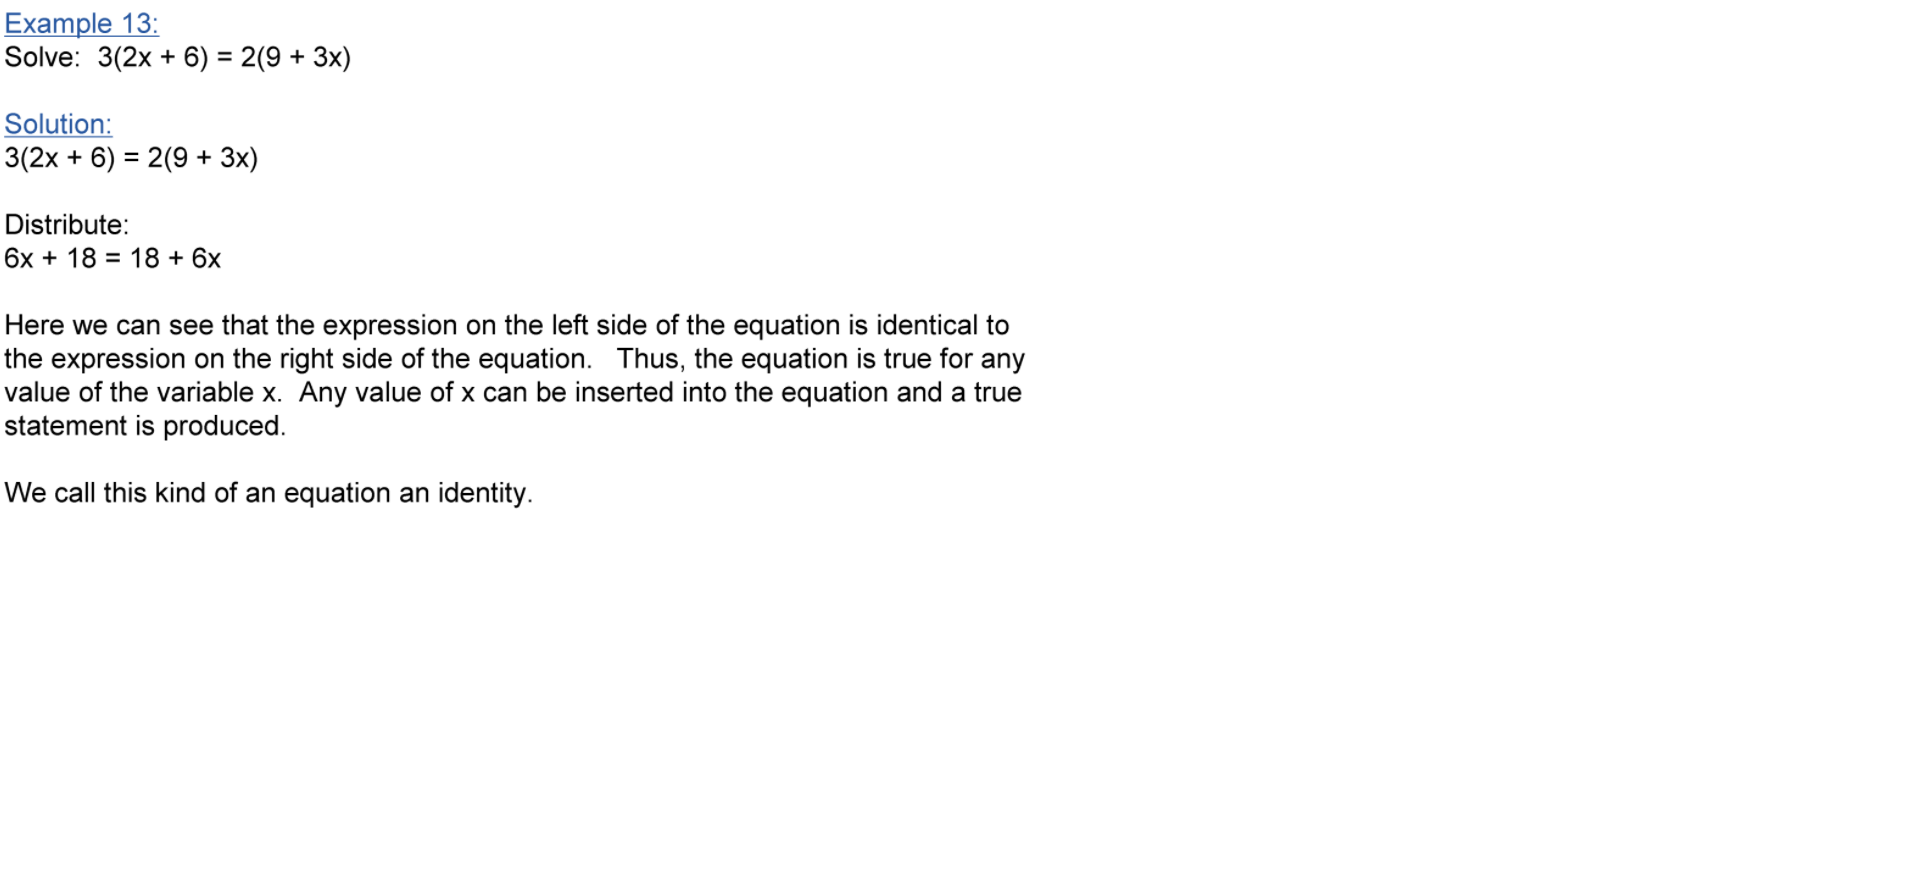 Example 13:
Solve:  3(2x + 6) = 2(9 + 3x)
Solution:
3(2x + 6) = 2(9 + 3x)
Distribute:
6x + 18 = 18 + 6x
Here we can see that the expression on the left side of the equation is identical to
the expression on the right side of the equation.   Thus, the equation is true for any
value of the variable x.  Any value of x can be inserted into the equation and a true
statement is produced.
We call this kind of an equation an identity.